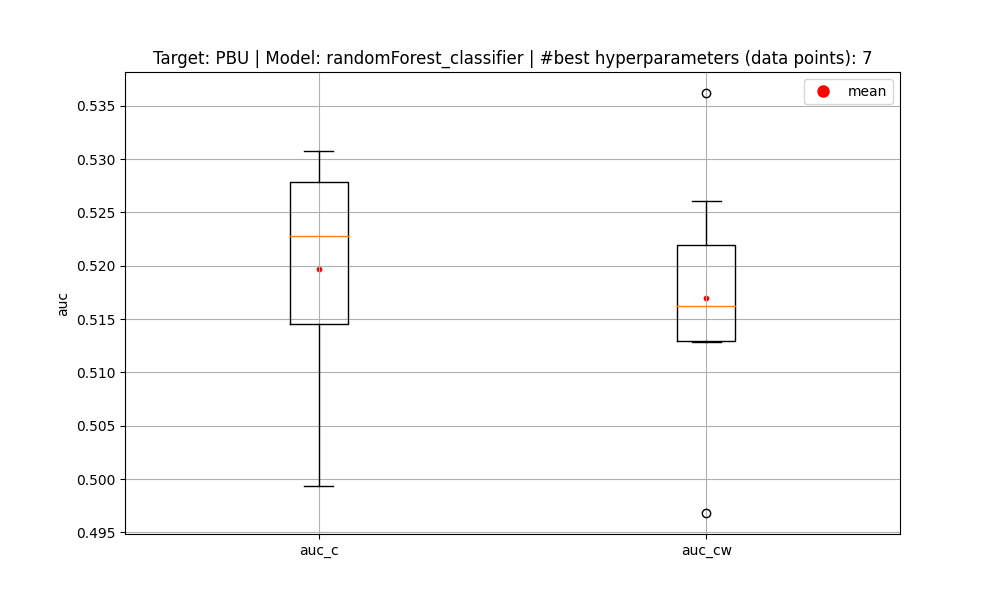 Target: PBU | Model: randomForest_classifier | #best hyperparameters (data points): 7
mean
0.535
0.530
0.525
0.520
0.515
0.510
0.505
0.500
0.495
auc
auc_c
auc_cw